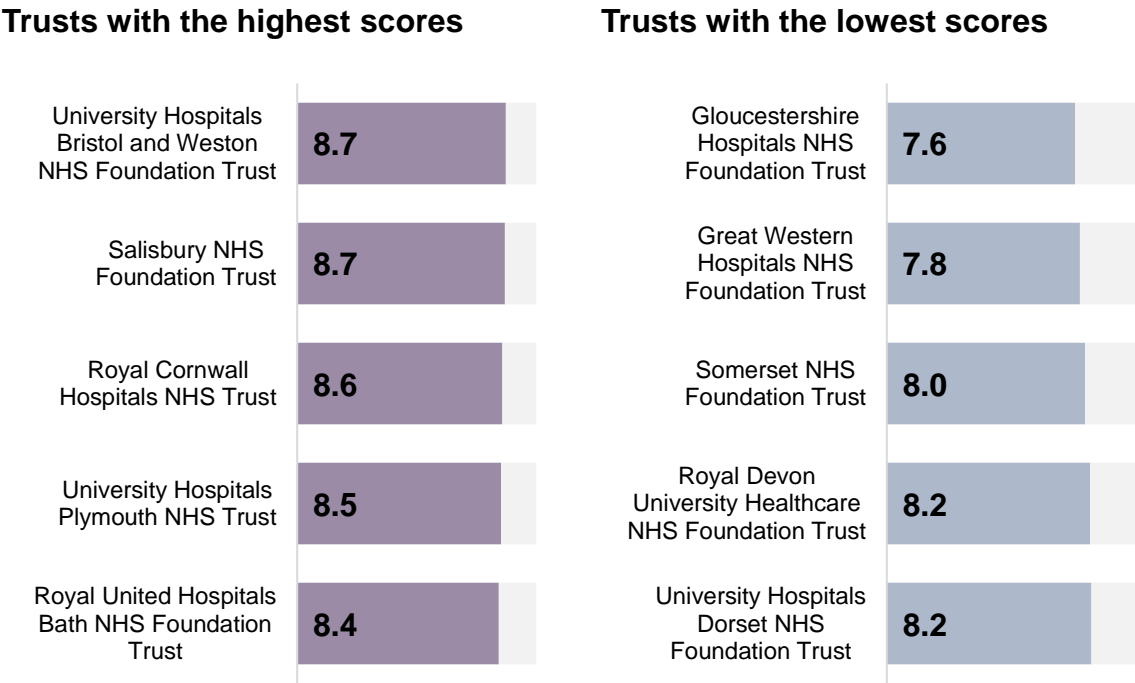 Trusts with the highest scores
University Hospitals
Bristol and Weston
NHS Foundation Trust
8.7
Salisbury NHS
Foundation Trust
8.7
Royal Cornwall
Hospitals NHS Trust
8.6
University Hospitals
Plymouth NHS Trust
8.5
Royal United Hospitals
Bath NHS Foundation
Trust
8.4
Trusts with the lowest scores
Gloucestershire
Hospitals NHS
Foundation Trust
7.6
Great Western
Hospitals NHS
Foundation Trust
7.8
Somerset NHS
Foundation Trust
8.0
Royal Devon
University Healthcare
NHS Foundation Trust
8.2
University Hospitals
Dorset NHS
Foundation Trust
8.2